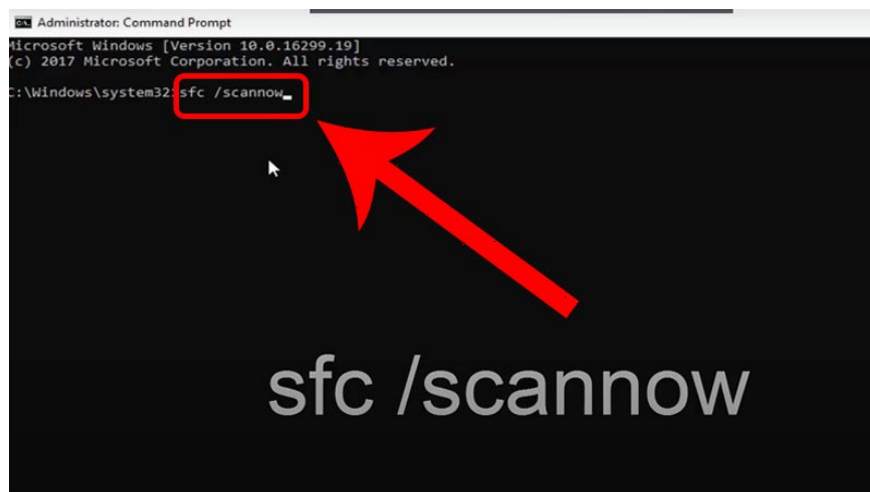 Administrator: Command Prompt
Microsoft Windows [Version 10.0.16299.19]
(c) 2017 Microsoft Corporation. All rights reserved.
C:\Windows\system32>sfc /scannow
sfc /scannow